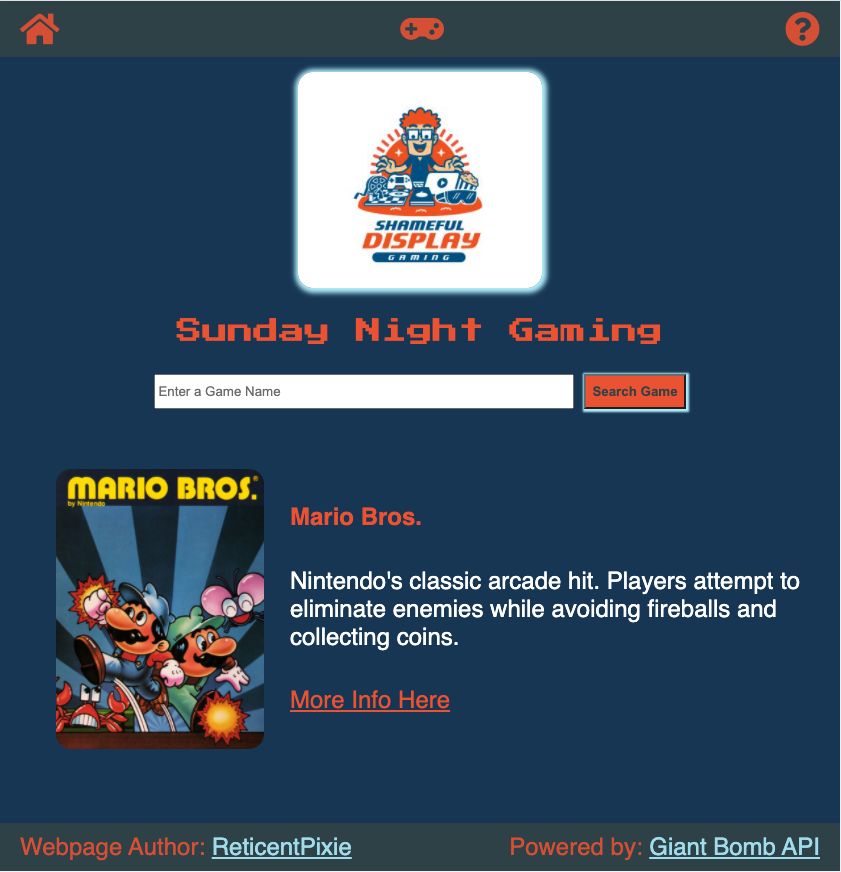 SHAMEFUL
DISPLAY
GAMING
Sunday Night Gaming
Enter a Game Name
Search Game
MARIO BROS.®
by Nintendo
Mario Bros.
Nintendo's classic arcade hit. Players attempt to
eliminate enemies while avoiding fireballs and
collecting coins.
More Info Here
Webpage Author: ReticentPixie
Powered by: Giant Bomb API